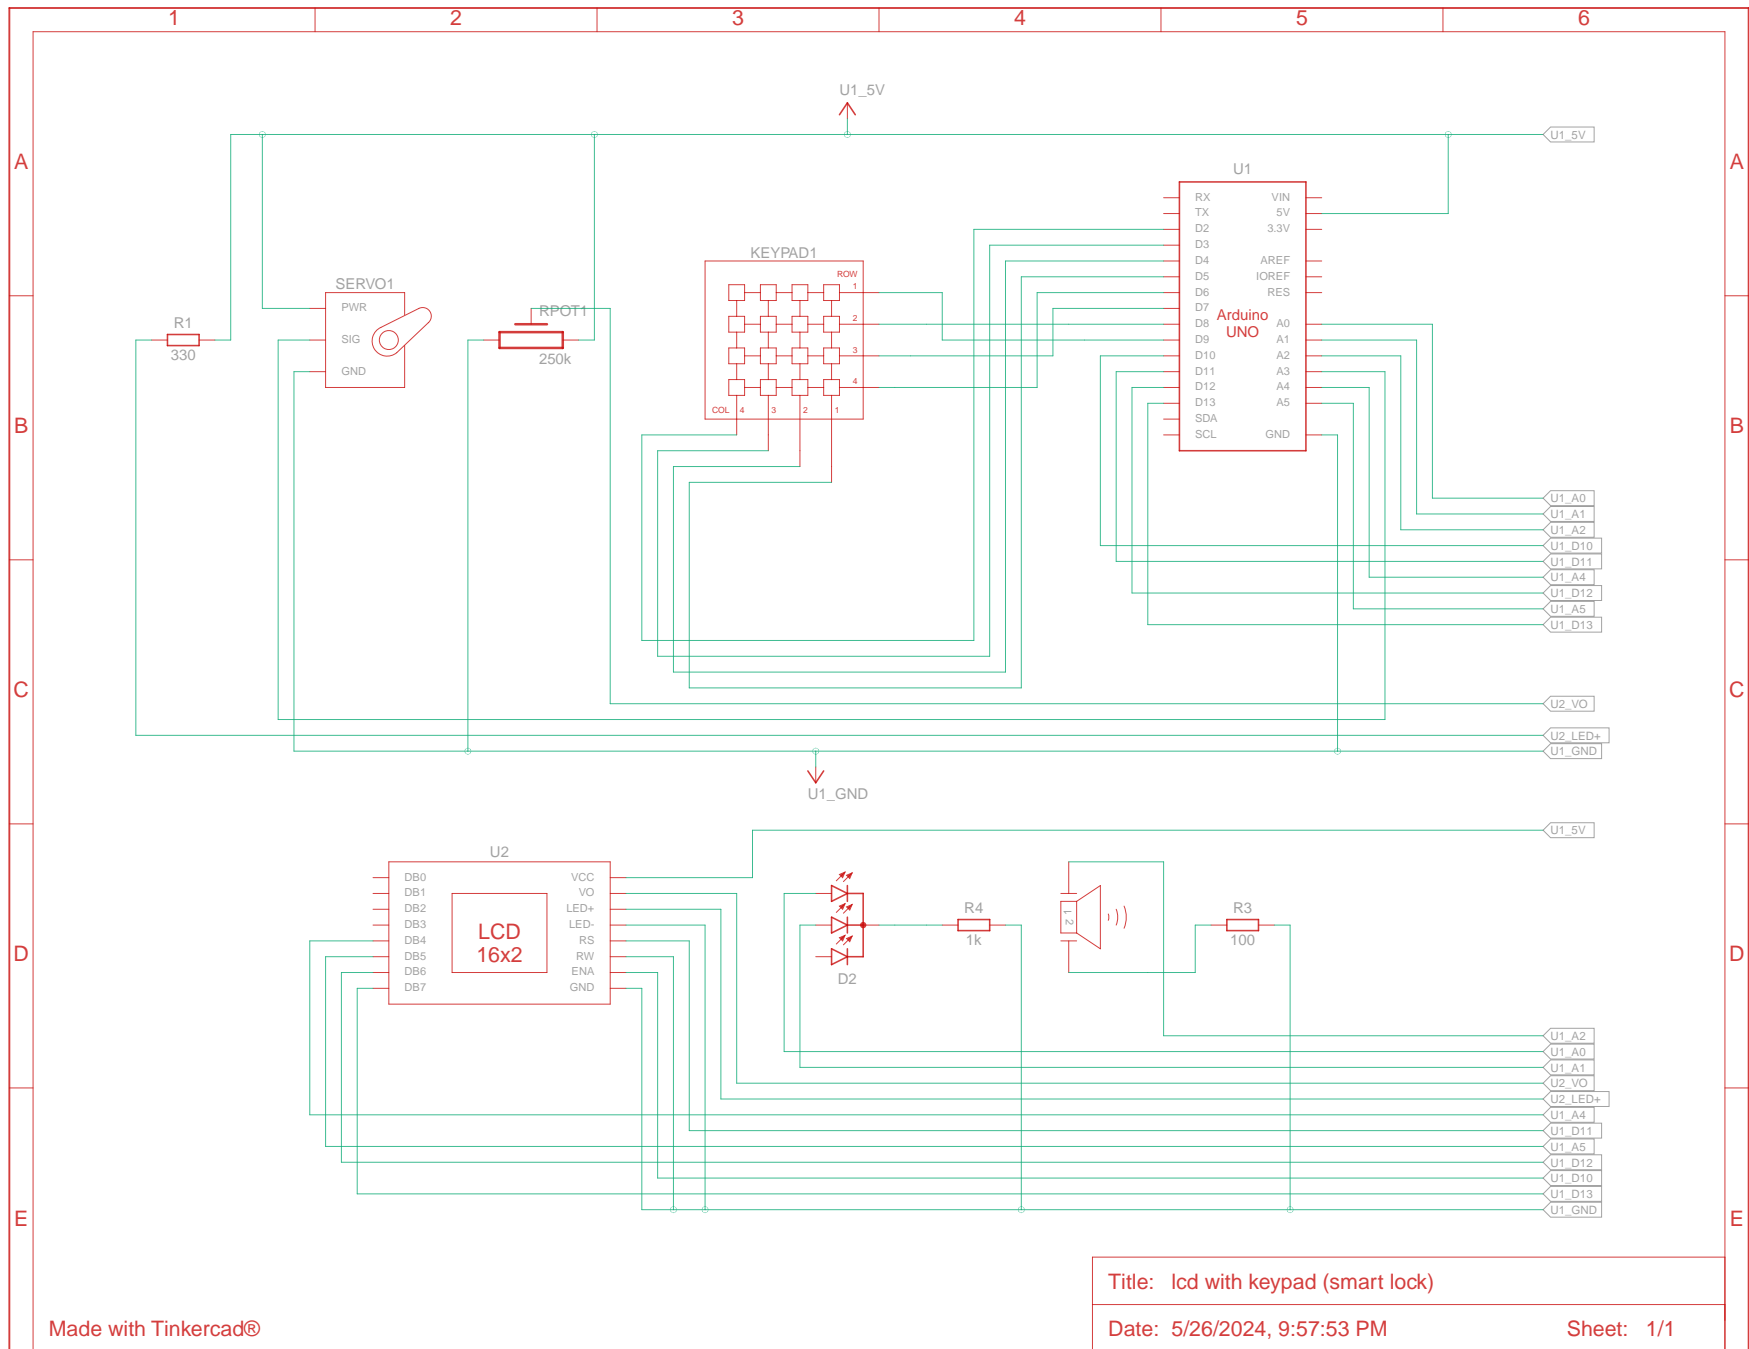 1 2 3 4 5 6
A A
B B
C C
D D
E E
U1_5V
U1_5V
U1
RX VIN
TX 5V
D2 3.3V
D3
D4 AREF
D5 IOREF
D6 RES
D7
D8 A0
D9 A1
D10 A2
D11 A3
D12 A4
D13 A5
SDA
SCL GND
Arduino
UNO
KEYPAD1
ROW
1
2
3
4
COL 4 3 2 1
SERVO1
PWR
SIG
GND
R1
330
RPOT1
250k
U1_A0
U1_A1
U1_A2
U1_D10
U1_D11
U1_A4
U1_D12
U1_A5
U1_D13
U2_VO
U2_LED+
U1_GND
U1_GND
U1_5V
U2
DB0 VCC
DB1 VO
DB2 LED+
DB3 LED-
DB4 RS
DB5 RW
DB6 ENA
DB7 GND
LCD
16x2
D2
R4
1k
1 2
R3
100
U1_A2
U1_A0
U1_A1
U2_VO
U2_LED+
U1_A4
U1_D11
U1_A5
U1_D12
U1_D10
U1_D13
U1_GND
Title: lcd with keypad (smart lock)
Made with Tinkercad®
Date: 5/26/2024, 9:57:53 PM Sheet: 1/1